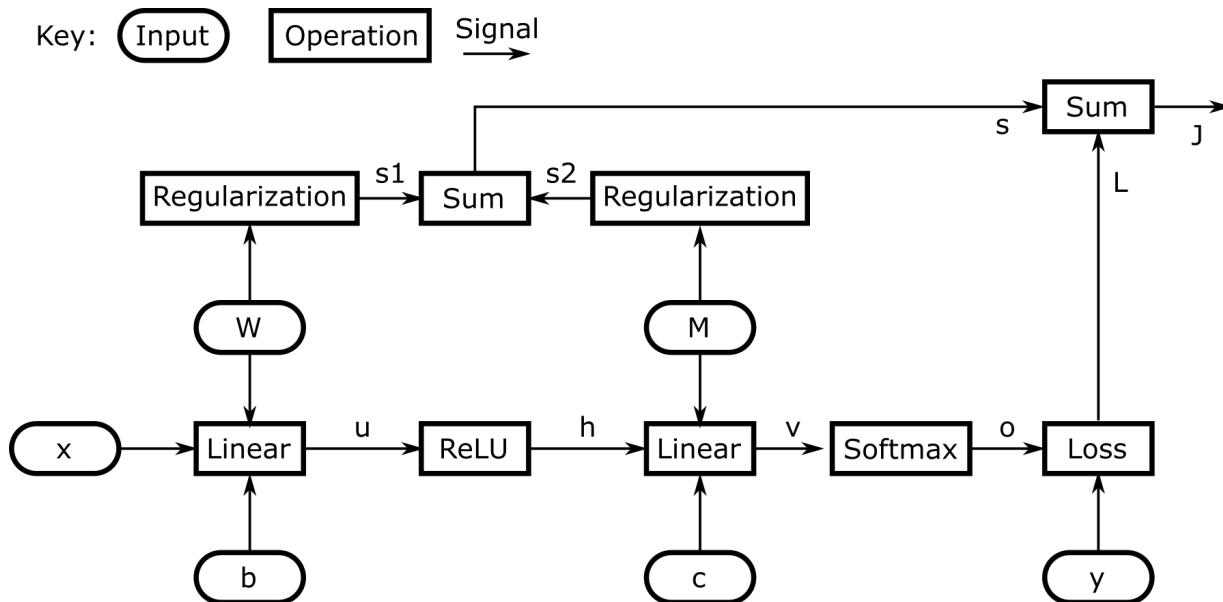 Key: Input Operation Signal
Sum
s J
Regularization s1 Sum s2 Regularization
L
W M
x Linear u ReLU h Linear v Softmax o Loss
b c y